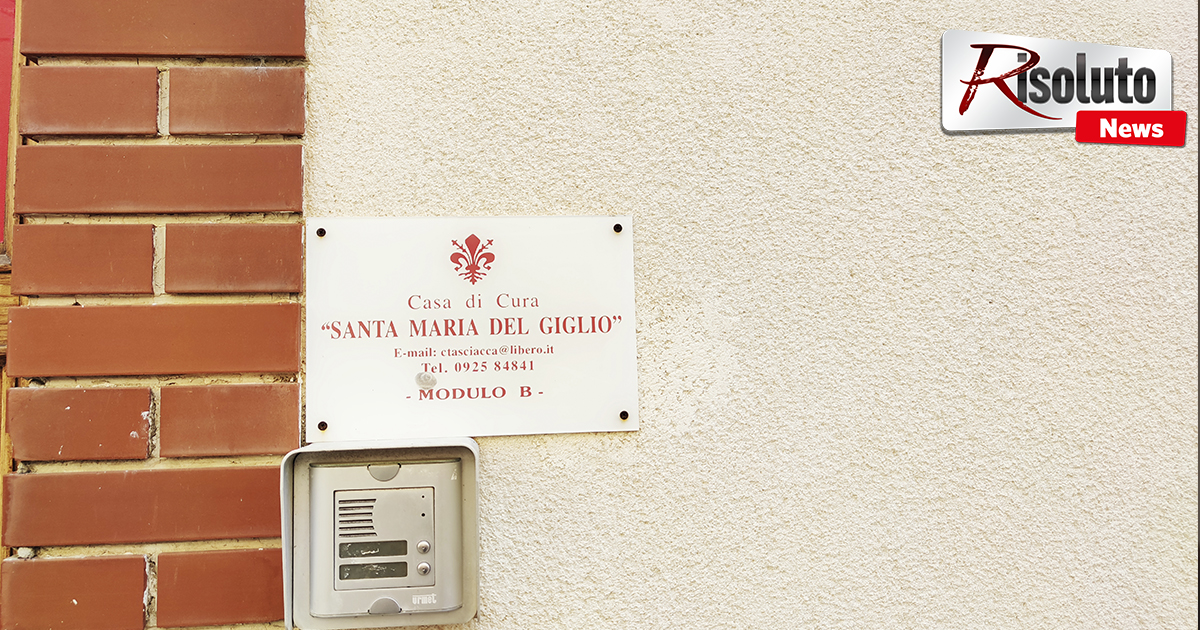 Risoluto
News
Casa di Cura
“SANTA MARIA DEL GIGLIO”
E-mail: ctasciacca@libero.it
Tel. 0925 84841
- MODULO B -
urmet